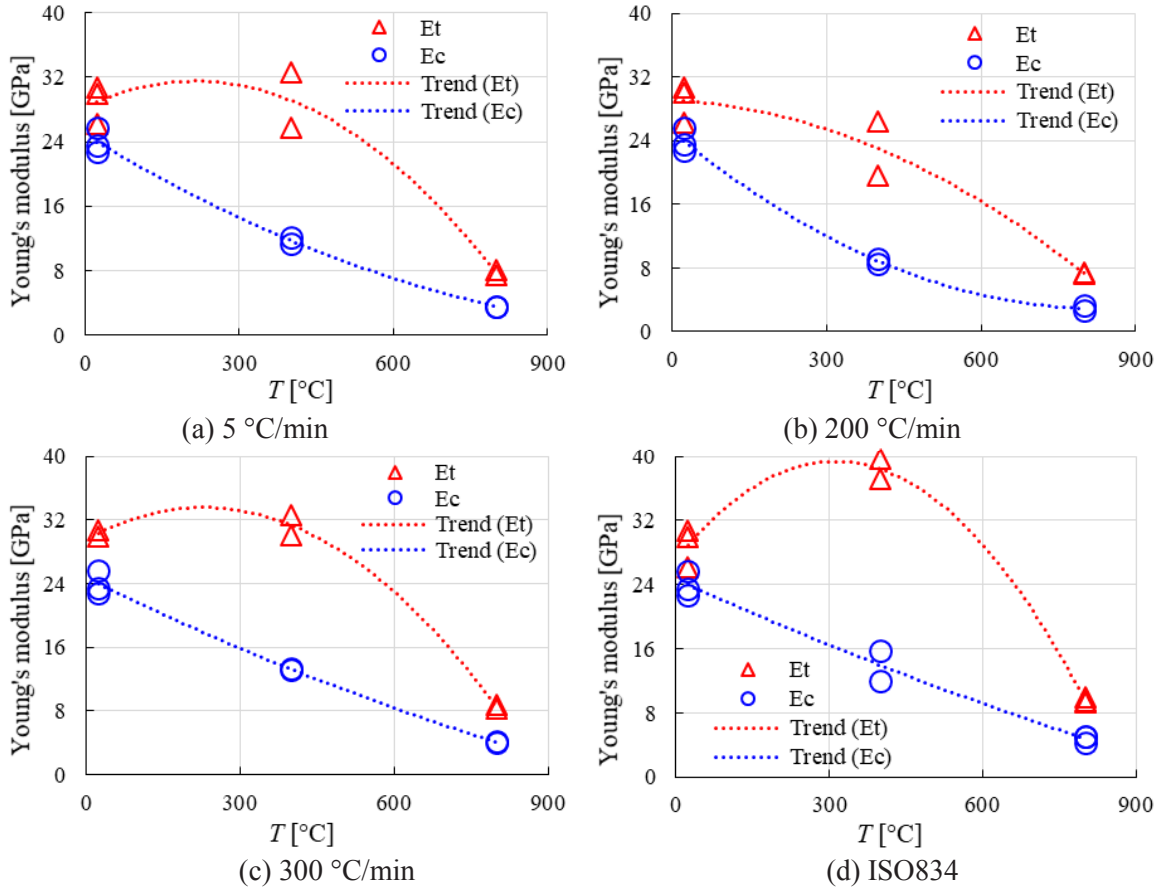 40
32
24
16
8
0
Young's modulus [GPa]
Et
Ec
Trend (Et)
Trend (Ec)
0 300 600 900
T [°C]
(a) 5 °C/min
40
32
24
16
8
0
Young's modulus [GPa]
Et
Ec
Trend (Et)
Trend (Ec)
0 300 600 900
T [°C]
(b) 200 °C/min
40
32
24
16
8
0
Young's modulus [GPa]
Et
Ec
Trend (Et)
Trend (Ec)
0 300 600 900
T [°C]
(c) 300 °C/min
40
32
24
16
8
0
Young's modulus [GPa]
Et
Ec
Trend (Et)
Trend (Ec)
0 300 600 900
T [°C]
(d) ISO834